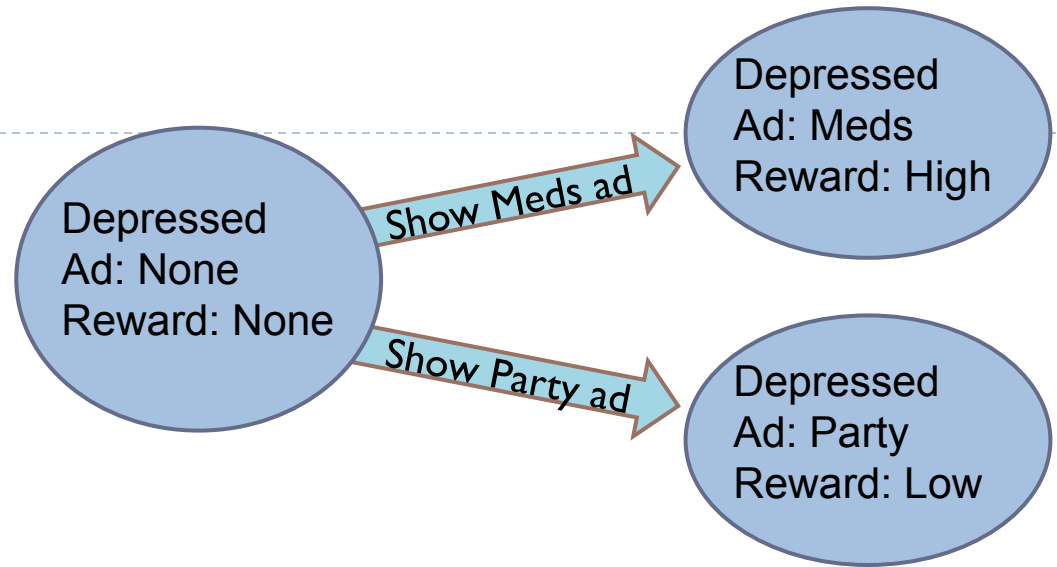 Depressed
Ad: None
Reward: None
Show Meds ad
Depressed
Ad: Meds
Reward: High
Show Party ad
Depressed
Ad: Party
Reward: Low